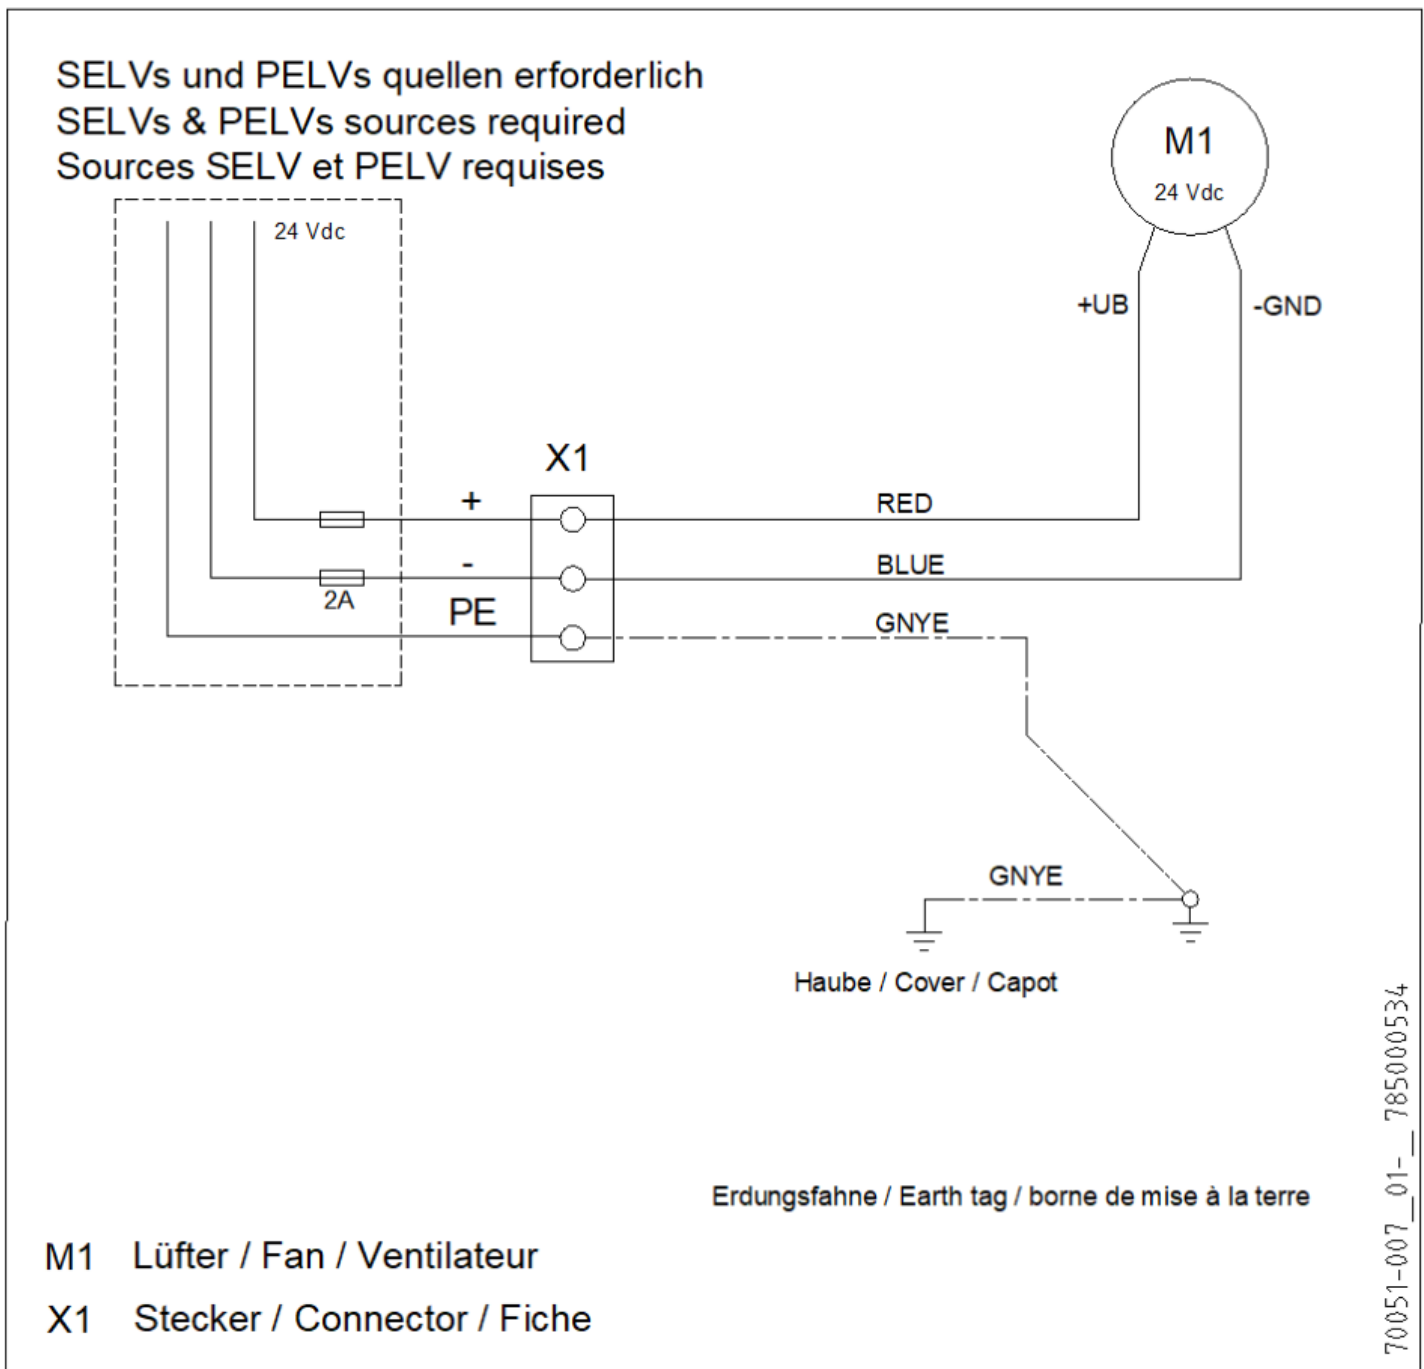 SELVs und PELVs quellen erforderlich
SELVs & PELVs sources required
Sources SELV et PELV requises
24 Vdc
M1
24 Vdc
+UB
-GND
X1
+
RED
-
BLUE
2A
PE
GNYE
GNYE
Haube / Cover / Capot
Erdungsfahne / Earth tag / borne de mise à la terre
M1 Lüfter / Fan / Ventilateur
X1 Stecker / Connector / Fiche
70051-007__01-__785000534